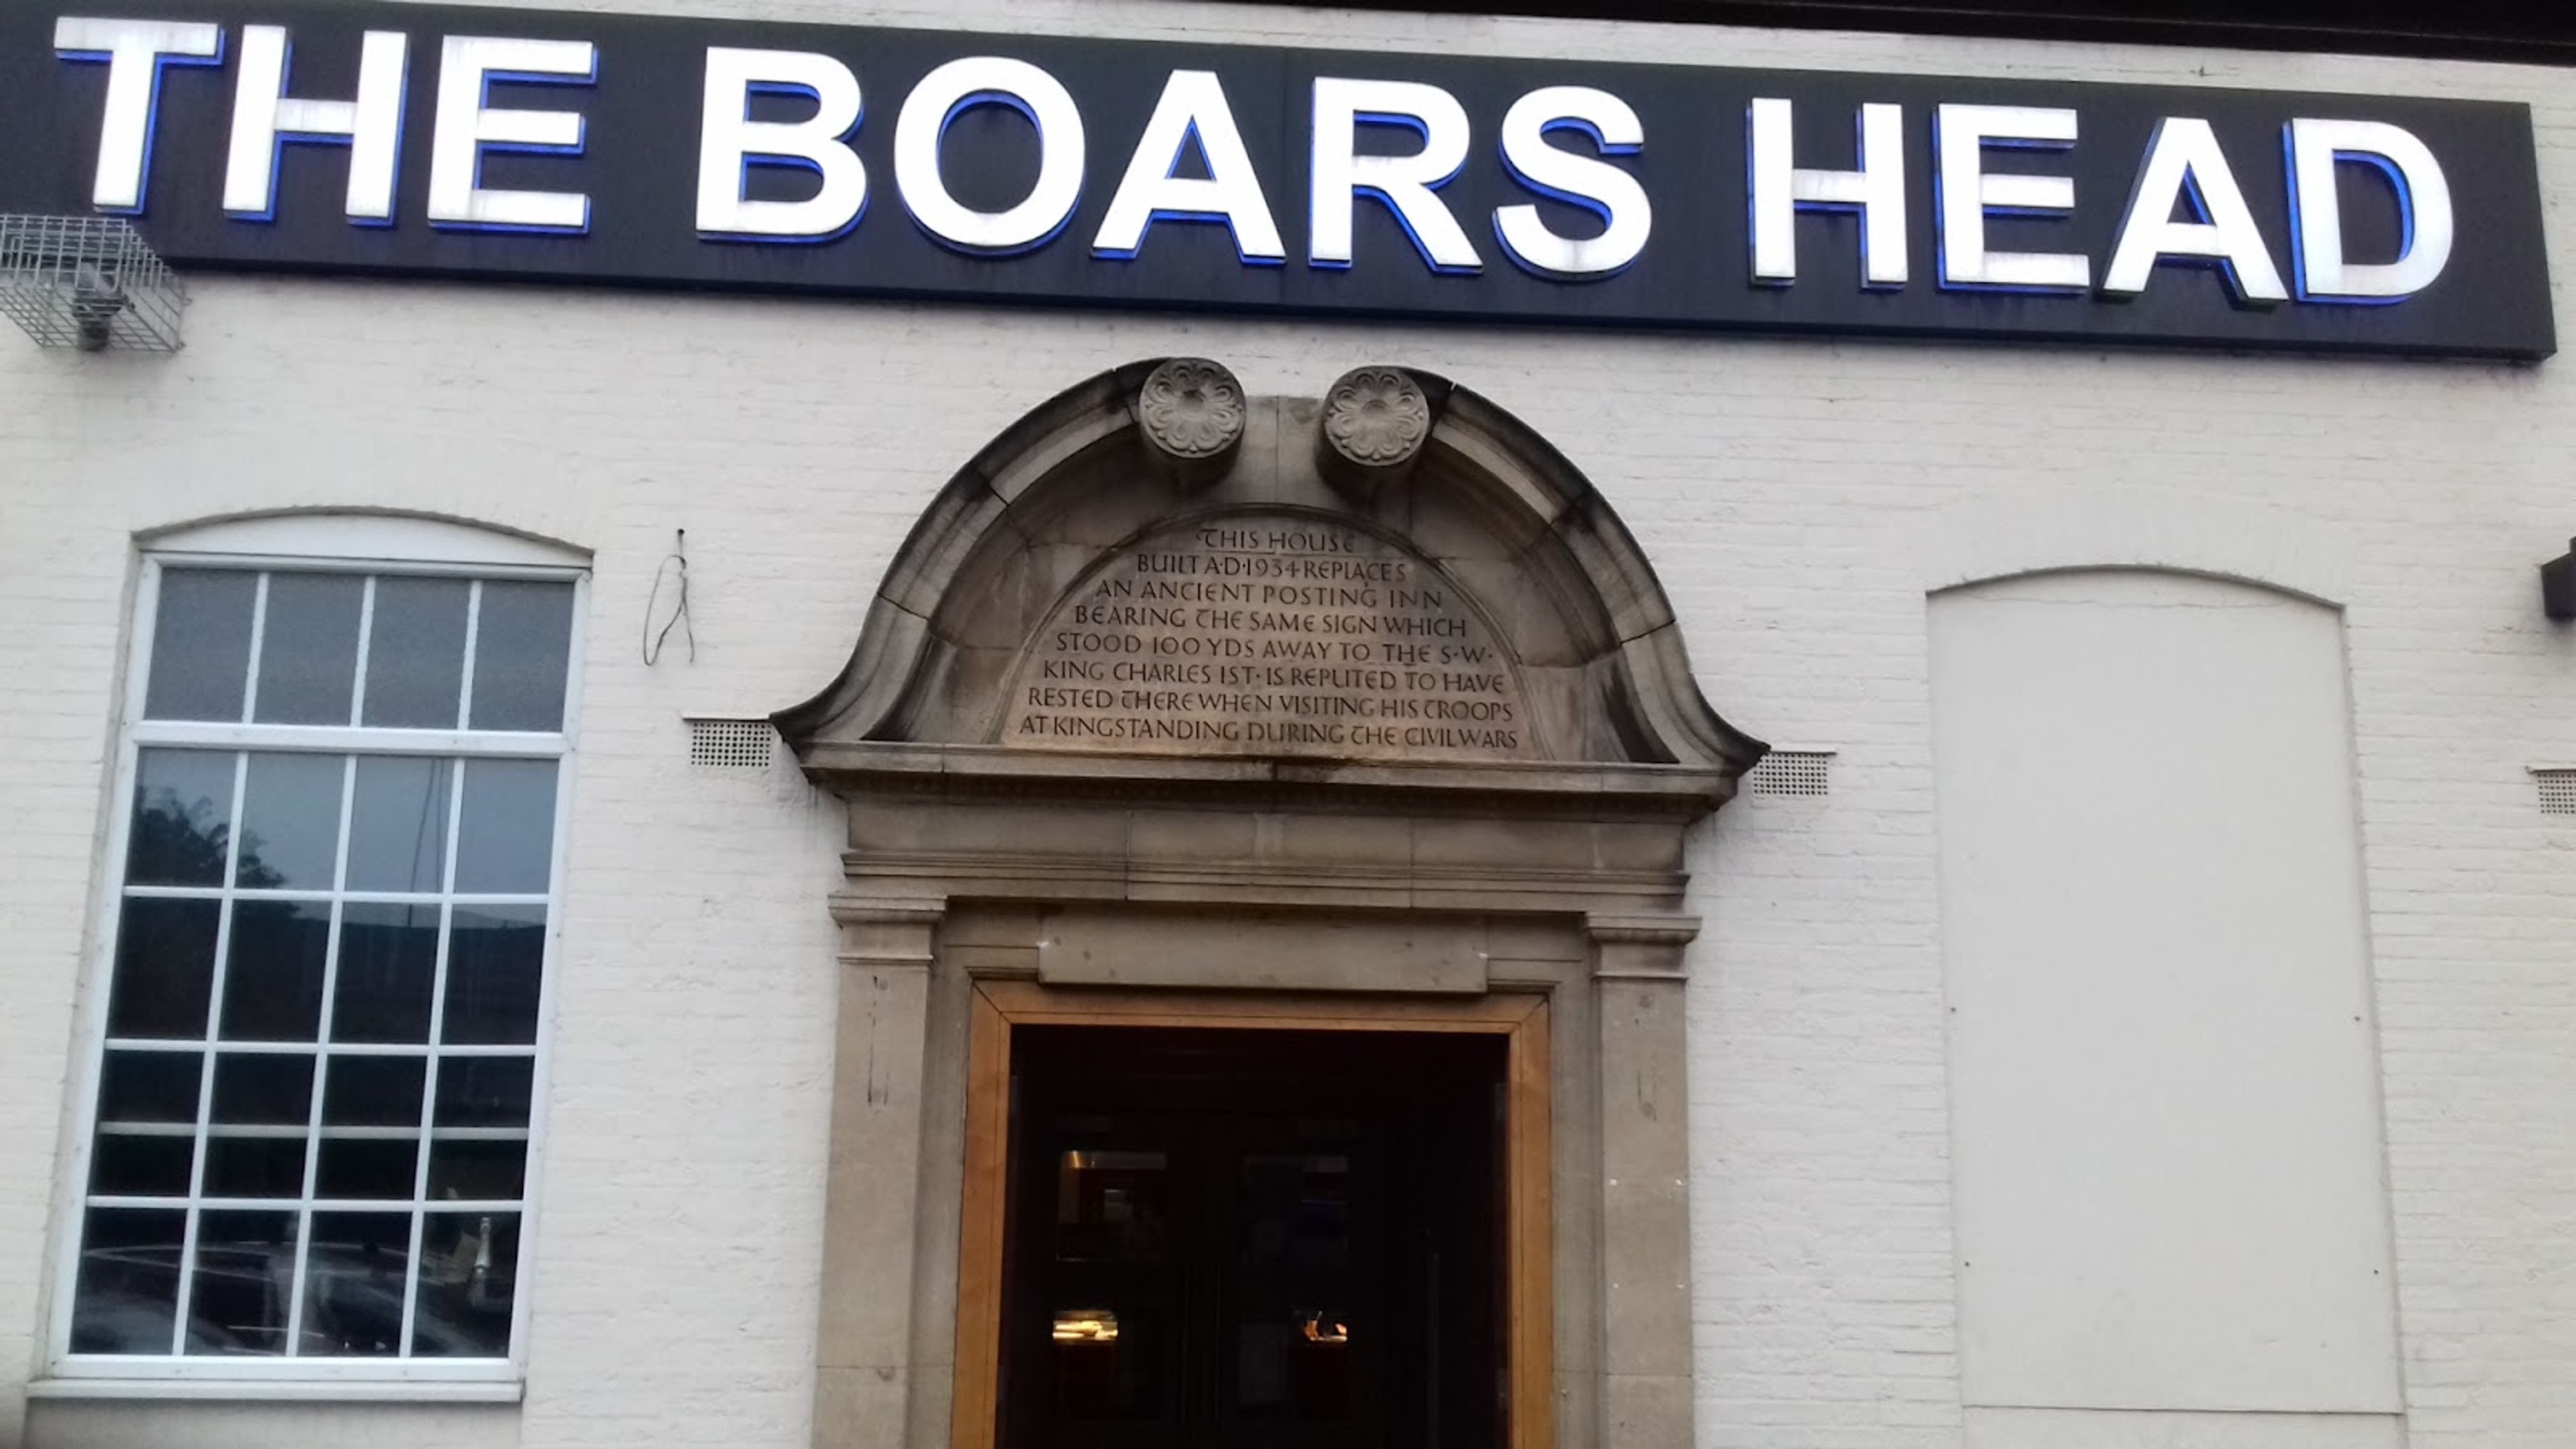 THE BOARS HEAD
THIS HOUSE
BUILT A·D·1934 REPLACES
AN ANCIENT POSTING INN
BEARING THE SAME SIGN WHICH
STOOD 100 YDS AWAY TO THE S·W·
KING CHARLES 1ST· IS REPUTED TO HAVE
RESTED THERE WHEN VISITING HIS TROOPS
AT KINGSTANDING DURING THE CIVIL WARS